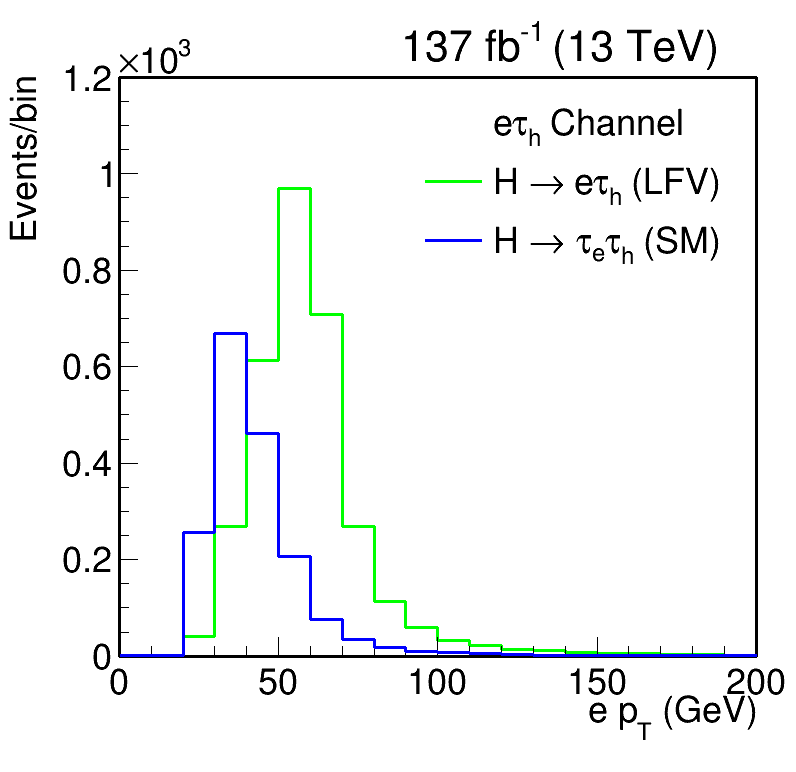 137 fb⁻¹ (13 TeV)
×10³
Events/bin
1.2
1
0.8
0.6
0.4
0.2
0
eτₕ Channel
H → eτₕ (LFV)
H → τₑτₕ (SM)
0 50 100 150 200
e p_T (GeV)